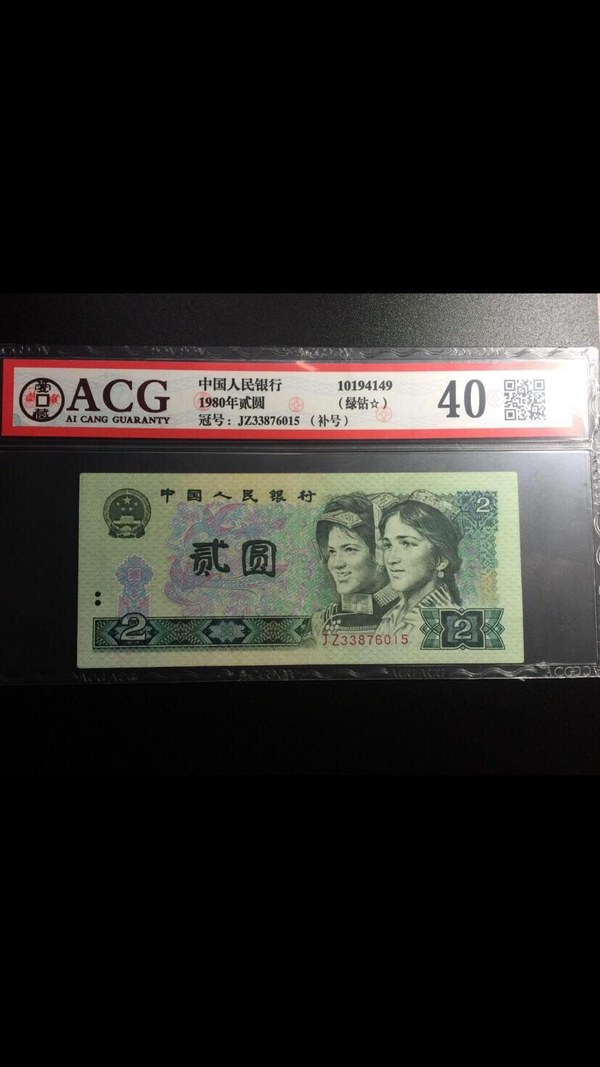 ACG
AI CANG GUARANTY
中国人民银行 10194149
1980年贰圆 (绿钻☆)
冠号: JZ33876015 (补号)
40
中国人民银行
2
贰圆
2
2
JZ33876015